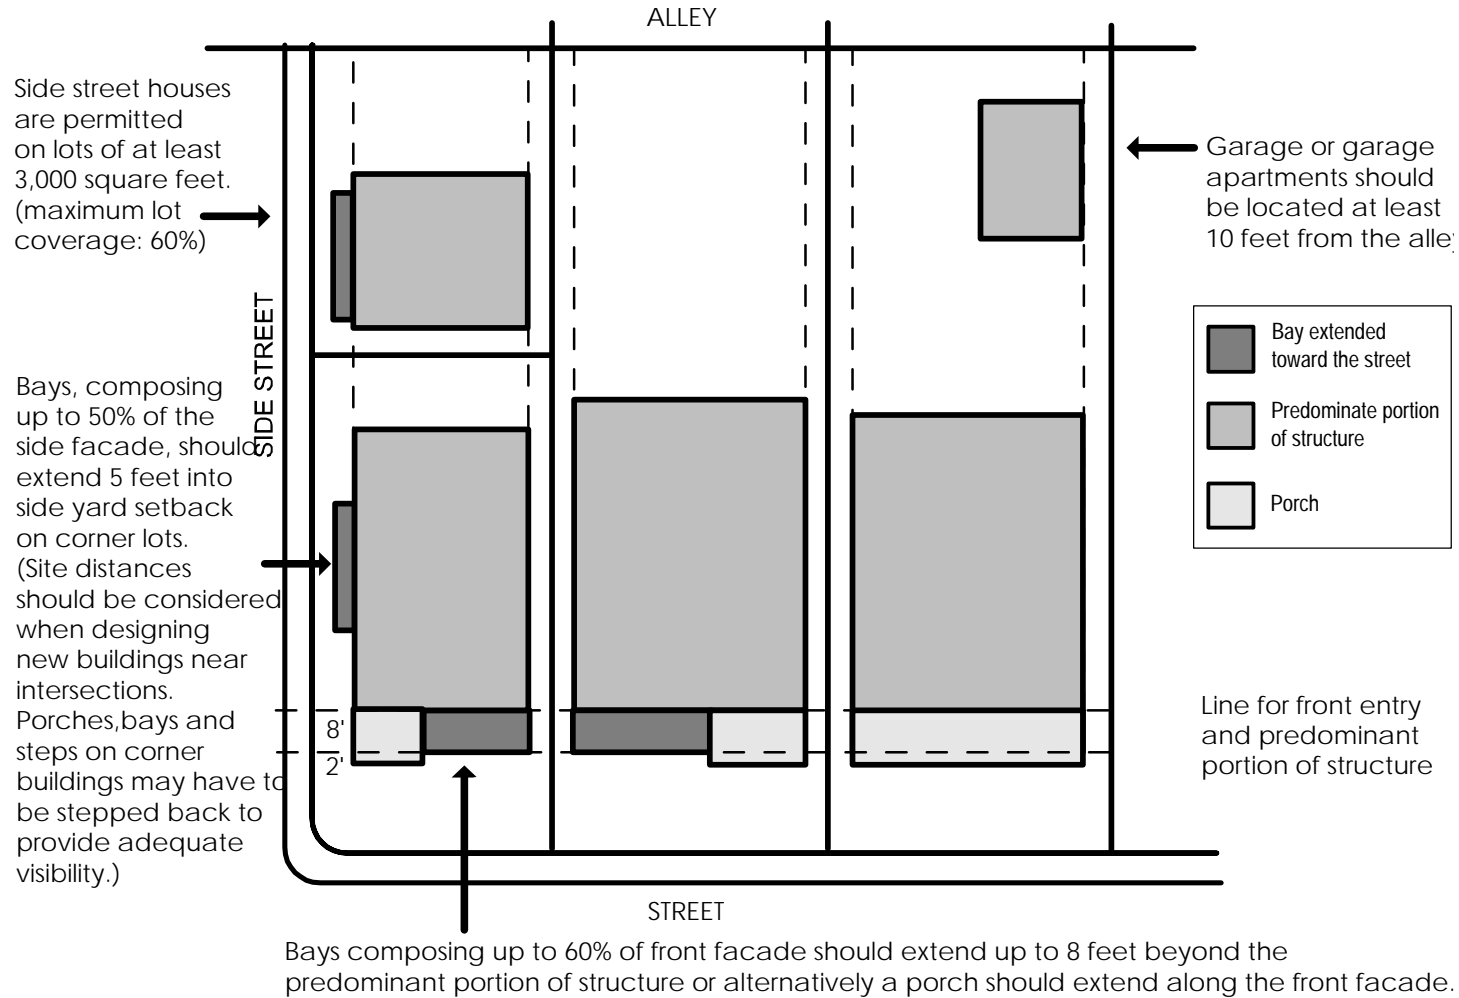 ALLEY
Side street houses
are permitted
on lots of at least
3,000 square feet.
(maximum lot
coverage: 60%)
Garage or garage
apartments should
be located at least
10 feet from the alley
SIDE STREET
Bay extended
toward the street
Predominate portion
of structure
Porch
Bays, composing
up to 50% of the
side facade, should
extend 5 feet into
side yard setback
on corner lots.
(Site distances
should be considered
when designing
new buildings near
intersections.
Porches,bays and
steps on corner
buildings may have to
be stepped back to
provide adequate
visibility.)
8'
2'
Line for front entry
and predominant
portion of structure
STREET
Bays composing up to 60% of front facade should extend up to 8 feet beyond the
predominant portion of structure or alternatively a porch should extend along the front facade.